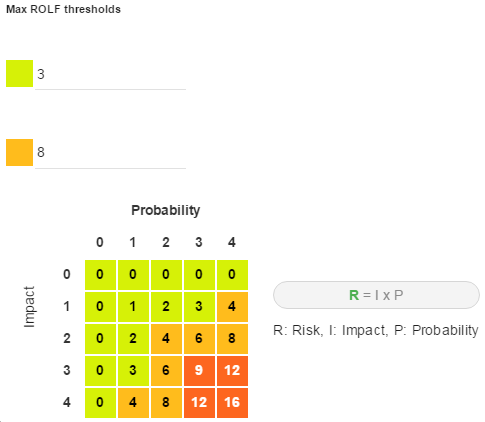 Max ROLF thresholds
3
8
Probability
0 1 2 3 4
Impact
0 0 0 0 0 0
1 0 1 2 3 4
R = I x P
2 0 2 4 6 8
R: Risk, I: Impact, P: Probability
3 0 3 6 9 12
4 0 4 8 12 16